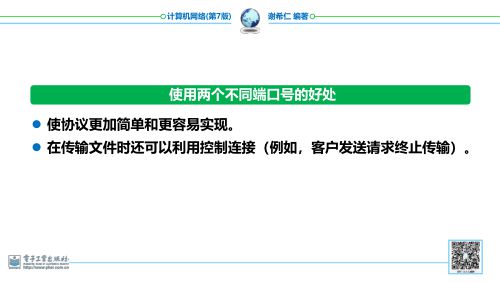 计算机网络(第7版)
谢希仁 编著
使用两个不同端口号的好处
使协议更加简单和更容易实现。
在传输文件时还可以利用控制连接（例如，客户发送请求终止传输）。
电子工业出版社
http://www.phei.com.cn